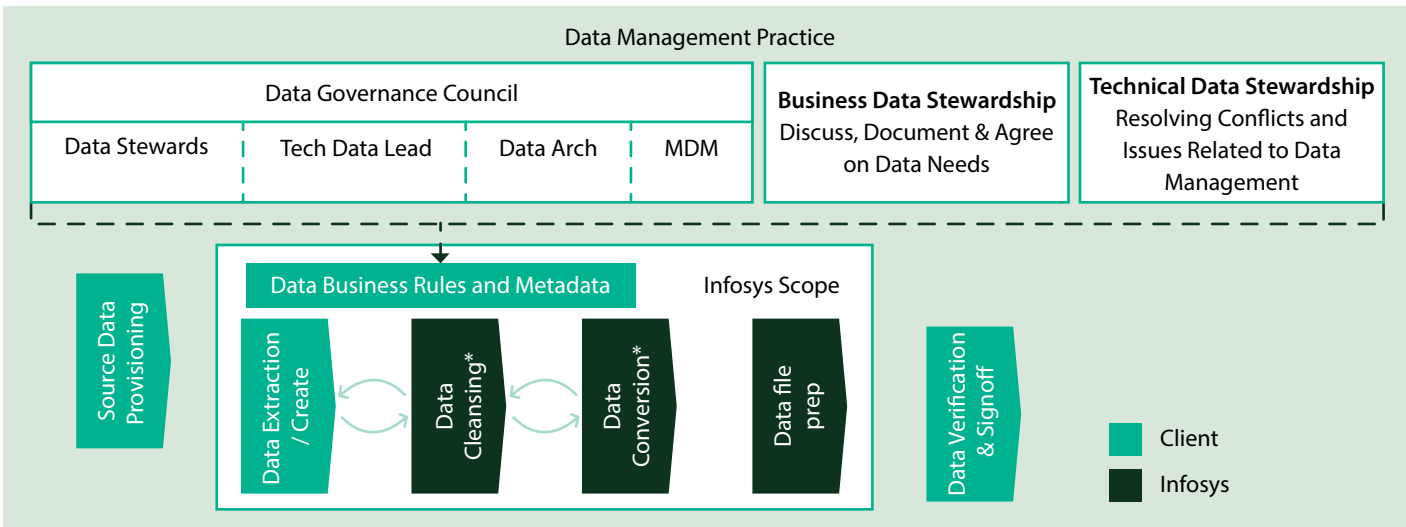 Data Management Practice
Data Governance Council
Data Stewards
Tech Data Lead
Data Arch
MDM
Business Data Stewardship
Discuss, Document & Agree
on Data Needs
Technical Data Stewardship
Resolving Conflicts and
Issues Related to Data
Management
Data Business Rules and Metadata
Infosys Scope
Source Data
Provisioning
Data Extraction
/ Create
Data
Cleansing*
Data
Conversion*
Data file
prep
Data Verification
& Signoff
Client
Infosys